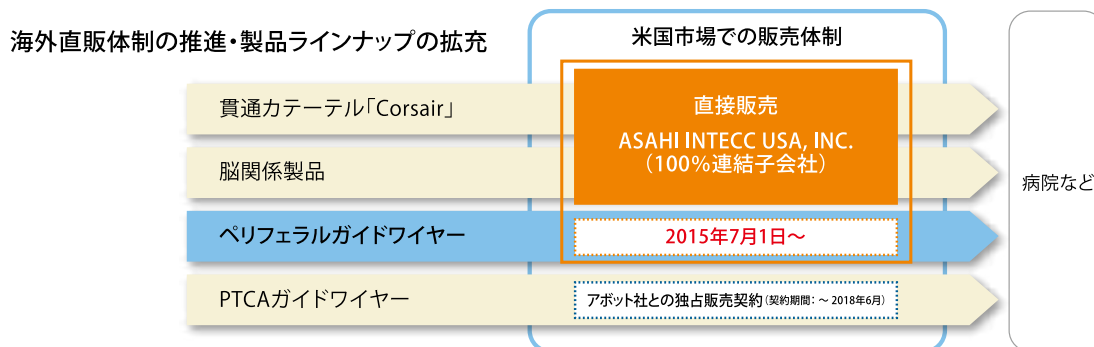 海外直販体制の推進・製品ラインナップの拡充
米国市場での販売体制
貫通カテーテル「Corsair」
直接販売
ASAHI INTECC USA, INC.
（100％連結子会社）
脳関係製品
病院など
ペリフェラルガイドワイヤー
2015年7月1日～
PTCAガイドワイヤー
アボット社との独占販売契約（契約期間：～2018年6月）